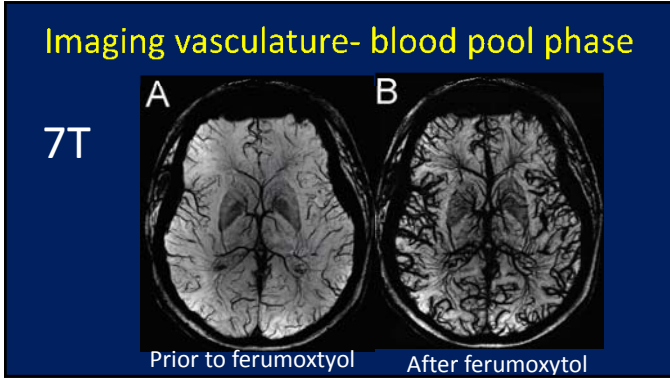 Imaging vasculature- blood pool phase
7T
A
B
Prior to ferumoxtyol
After ferumoxytol